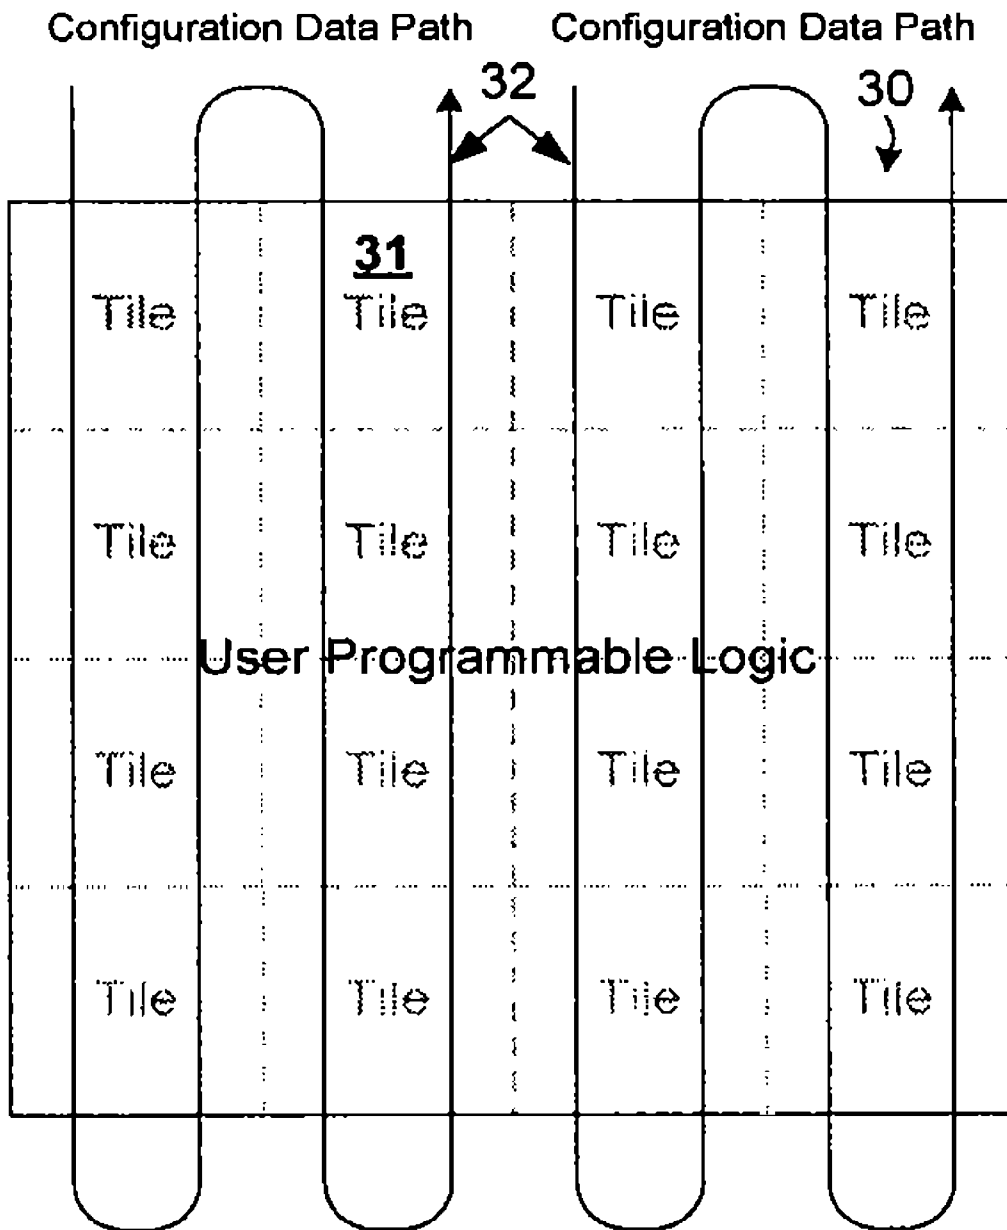 Configuration Data Path Configuration Data Path
32 30
31
Tile Tile Tile Tile
Tile Tile Tile Tile
User Programmable Logic
Tile Tile Tile Tile
Tile Tile Tile Tile